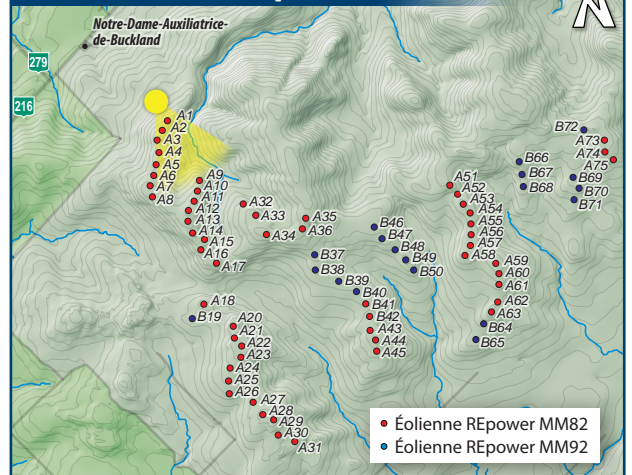 N
Notre-Dame-Auxiliatrice-
de-Buckland
279
216
A1
A2
A3
A4
A5
A6
A7
A8
A9
A10
A11
A12
A13
A14
A15
A16
A17
A18
B19
A20
A21
A22
A23
A24
A25
A26
A27
A28
A29
A30
A31
A32
A33
A34
A35
A36
B37
B38
B39
B40
B41
B42
A43
A44
A45
B46
B47
B48
B49
B50
A51
A52
A53
A54
A55
A56
A57
A58
A59
A60
A61
A62
A63
B64
B65
B66
B67
B68
B69
B70
B71
B72
A73
A74
A75
Éolienne REpower MM82
Éolienne REpower MM92